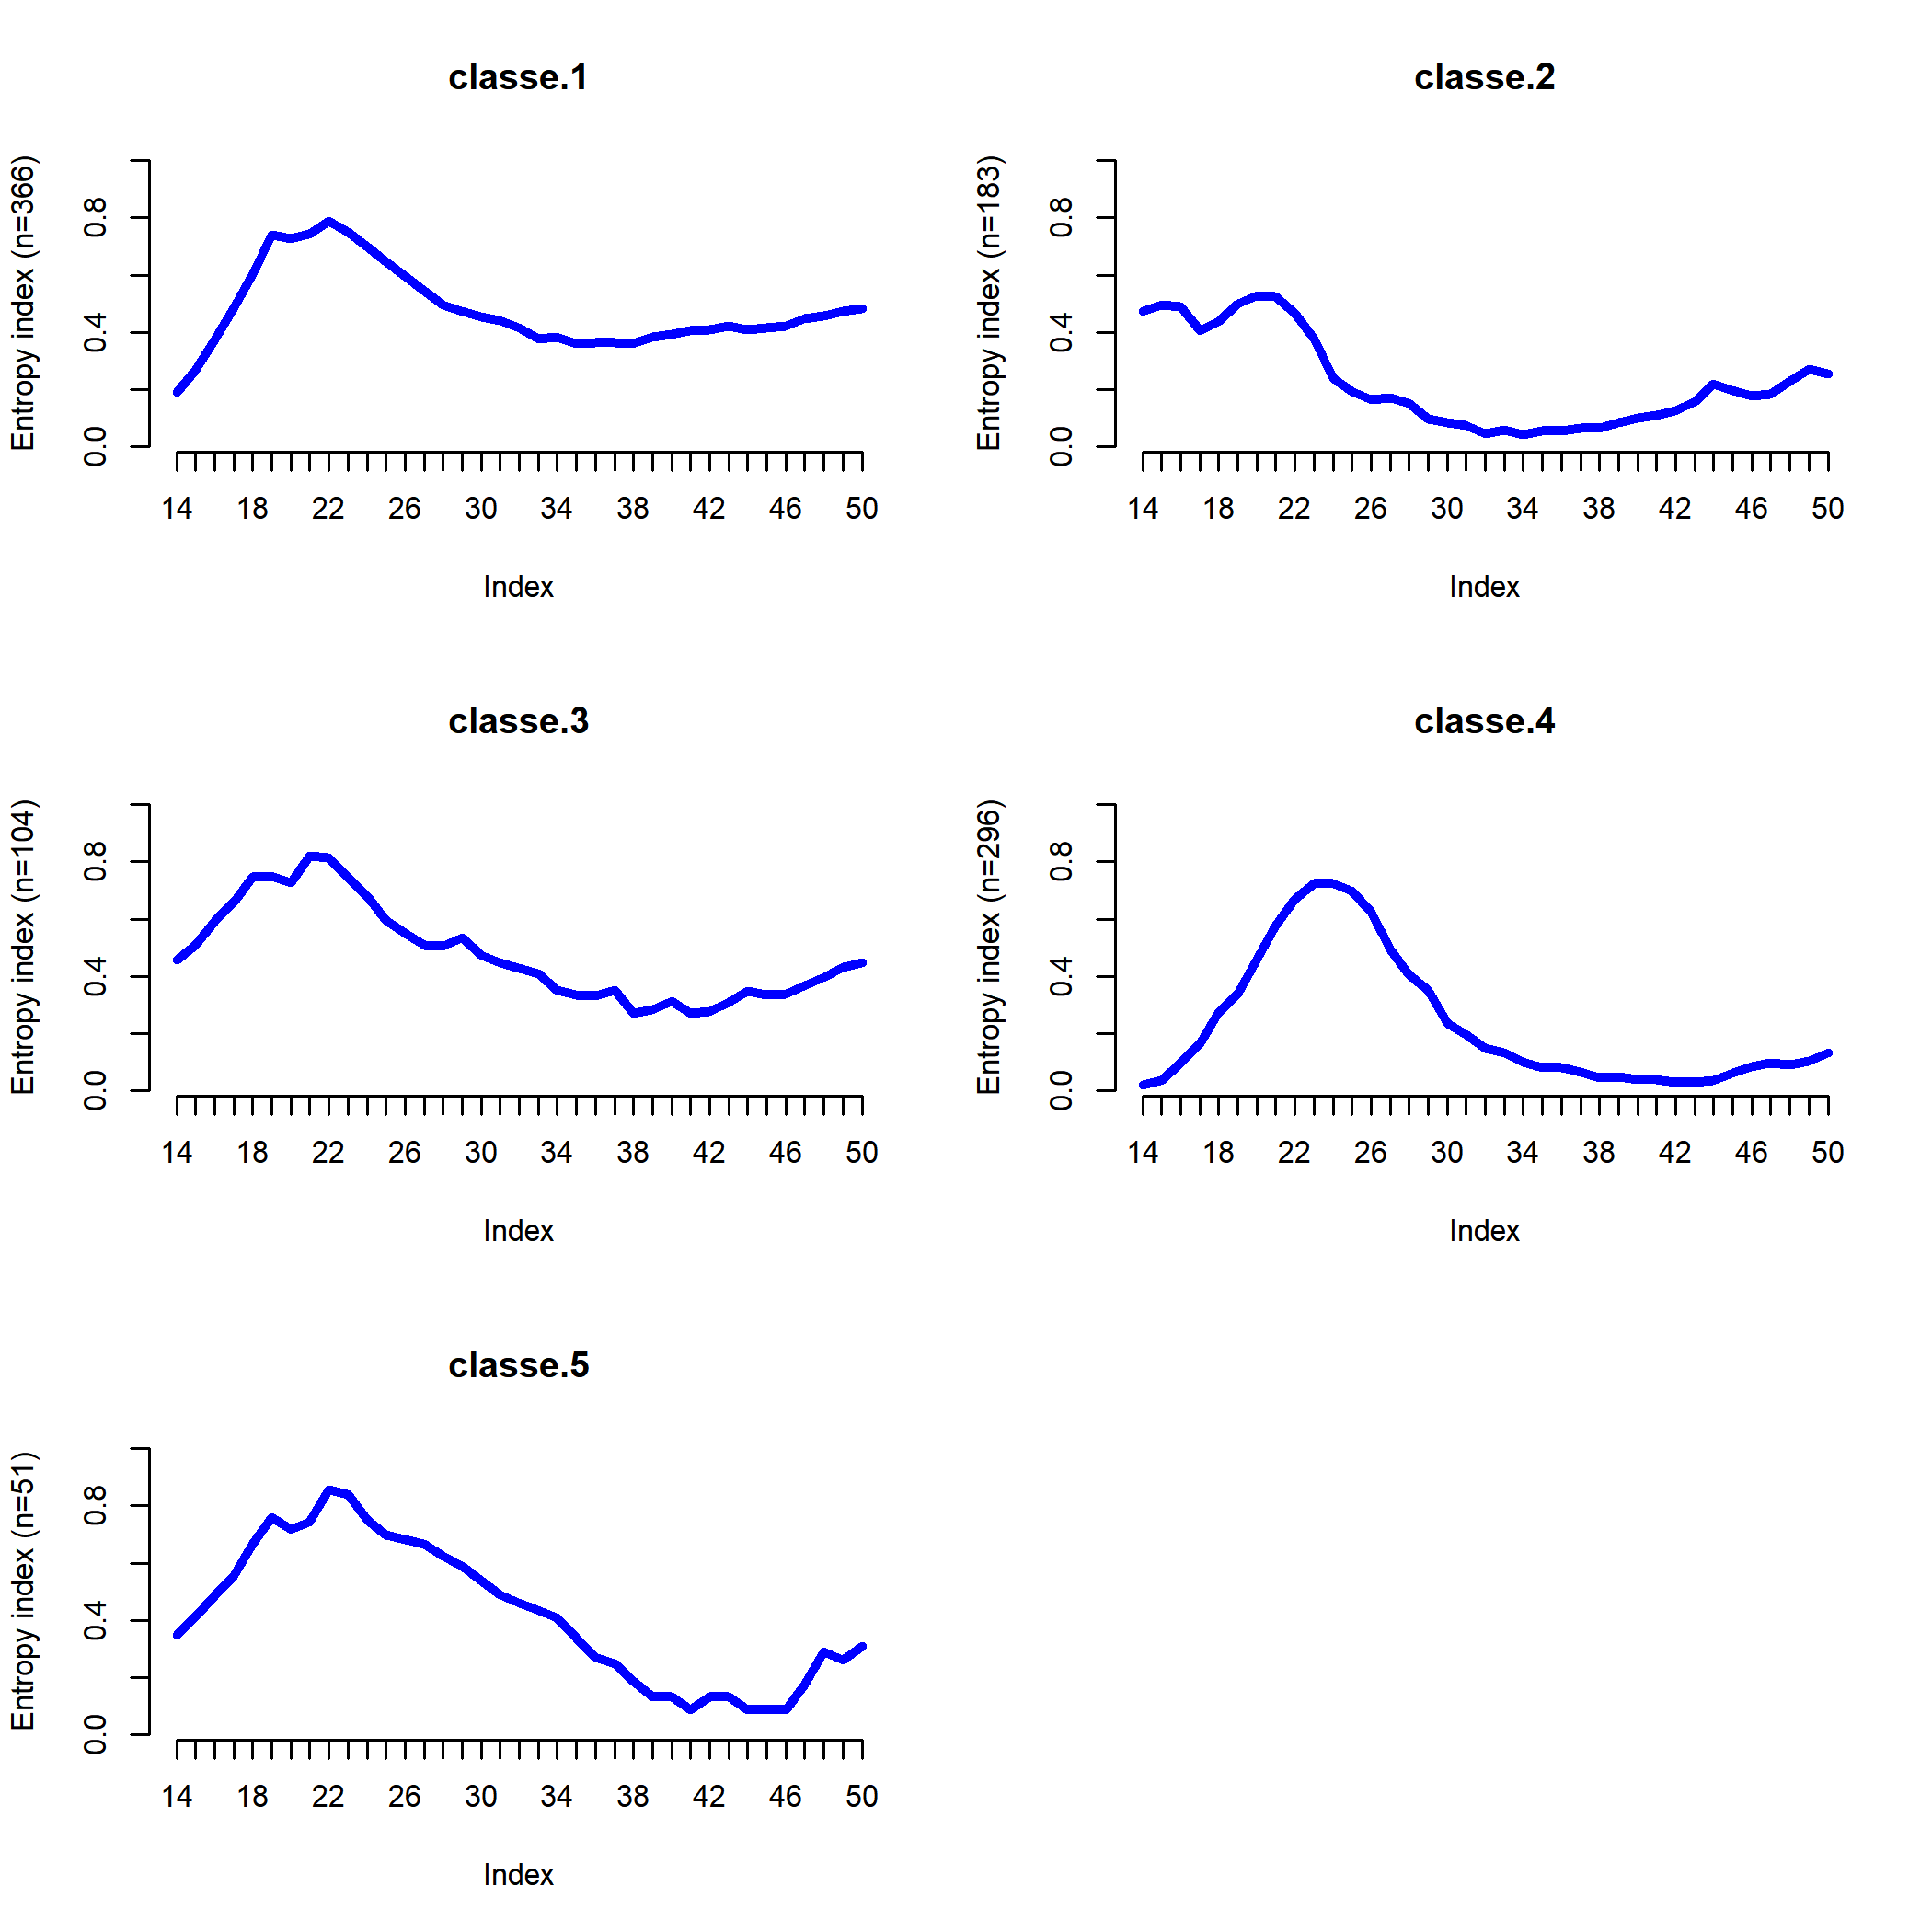 classe.1
Entropy index (n=366)
0.0 0.4 0.8
14 18 22 26 30 34 38 42 46 50
Index
classe.2
Entropy index (n=183)
0.0 0.4 0.8
14 18 22 26 30 34 38 42 46 50
Index
classe.3
Entropy index (n=104)
0.0 0.4 0.8
14 18 22 26 30 34 38 42 46 50
Index
classe.4
Entropy index (n=296)
0.0 0.4 0.8
14 18 22 26 30 34 38 42 46 50
Index
classe.5
Entropy index (n=51)
0.0 0.4 0.8
14 18 22 26 30 34 38 42 46 50
Index